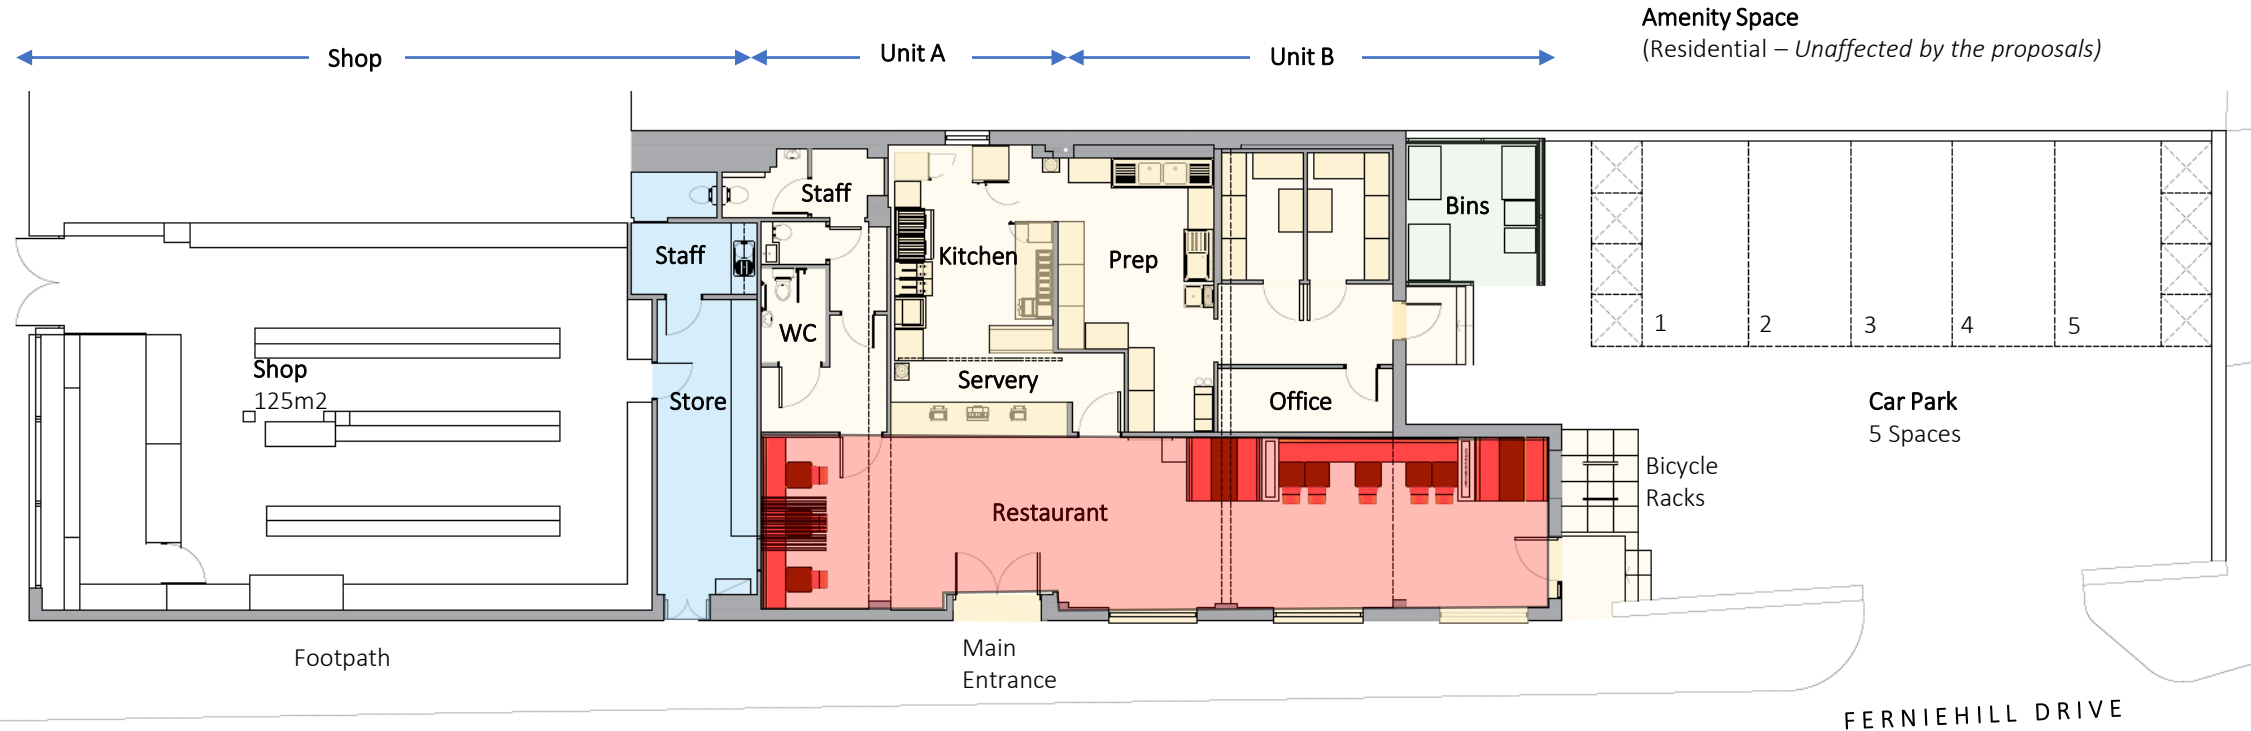 Amenity Space
(Residential – Unaffected by the proposals)
Shop
Unit A
Unit B
Staff
Bins
Staff
Kitchen
Prep
1
2
3
4
5
WC
Shop
125m2
Servery
Store
Office
Car Park
5 Spaces
Bicycle
Racks
Restaurant
Footpath
Main
Entrance
FERNIEHILL DRIVE